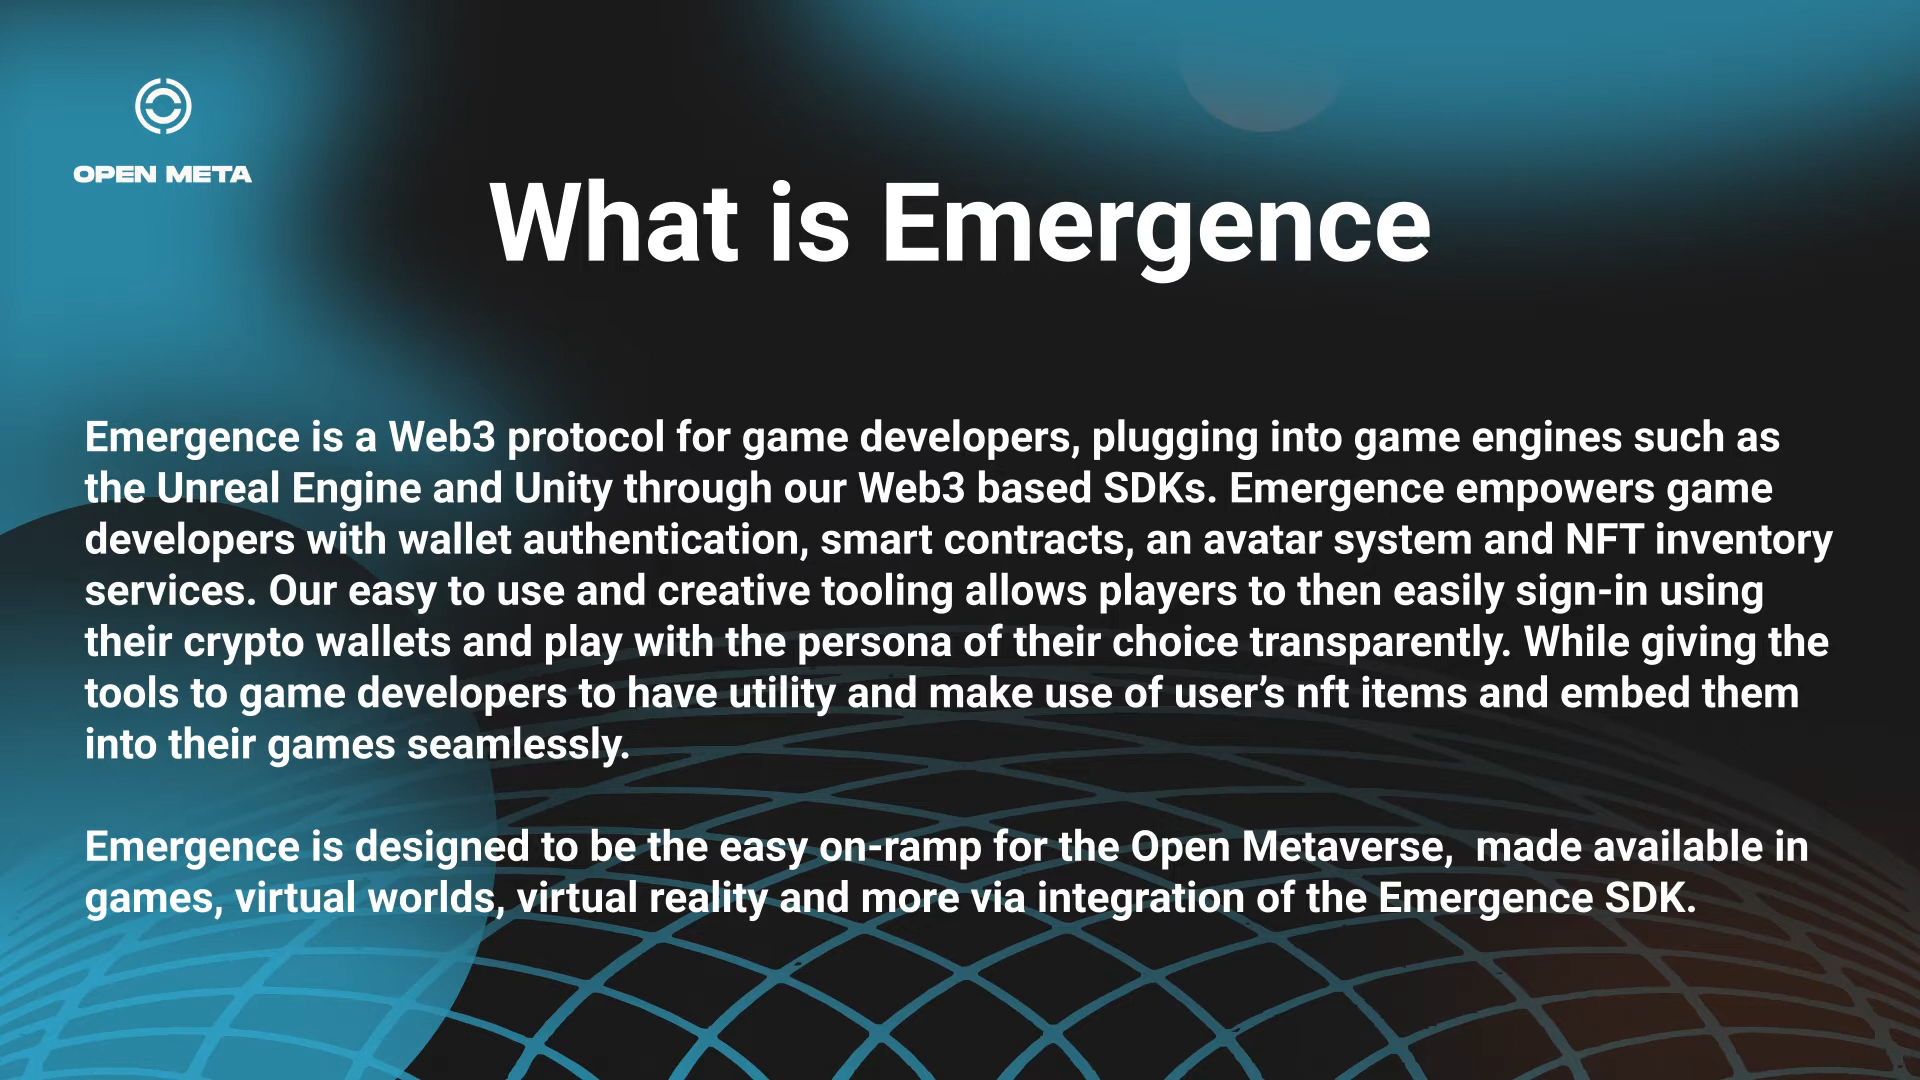 OPEN META
What is Emergence
Emergence is a Web3 protocol for game developers, plugging into game engines such as
the Unreal Engine and Unity through our Web3 based SDKs. Emergence empowers game
developers with wallet authentication, smart contracts, an avatar system and NFT inventory
services. Our easy to use and creative tooling allows players to then easily sign-in using
their crypto wallets and play with the persona of their choice transparently. While giving the
tools to game developers to have utility and make use of user’s nft items and embed them
into their games seamlessly.
Emergence is designed to be the easy on-ramp for the Open Metaverse,  made available in
games, virtual worlds, virtual reality and more via integration of the Emergence SDK.